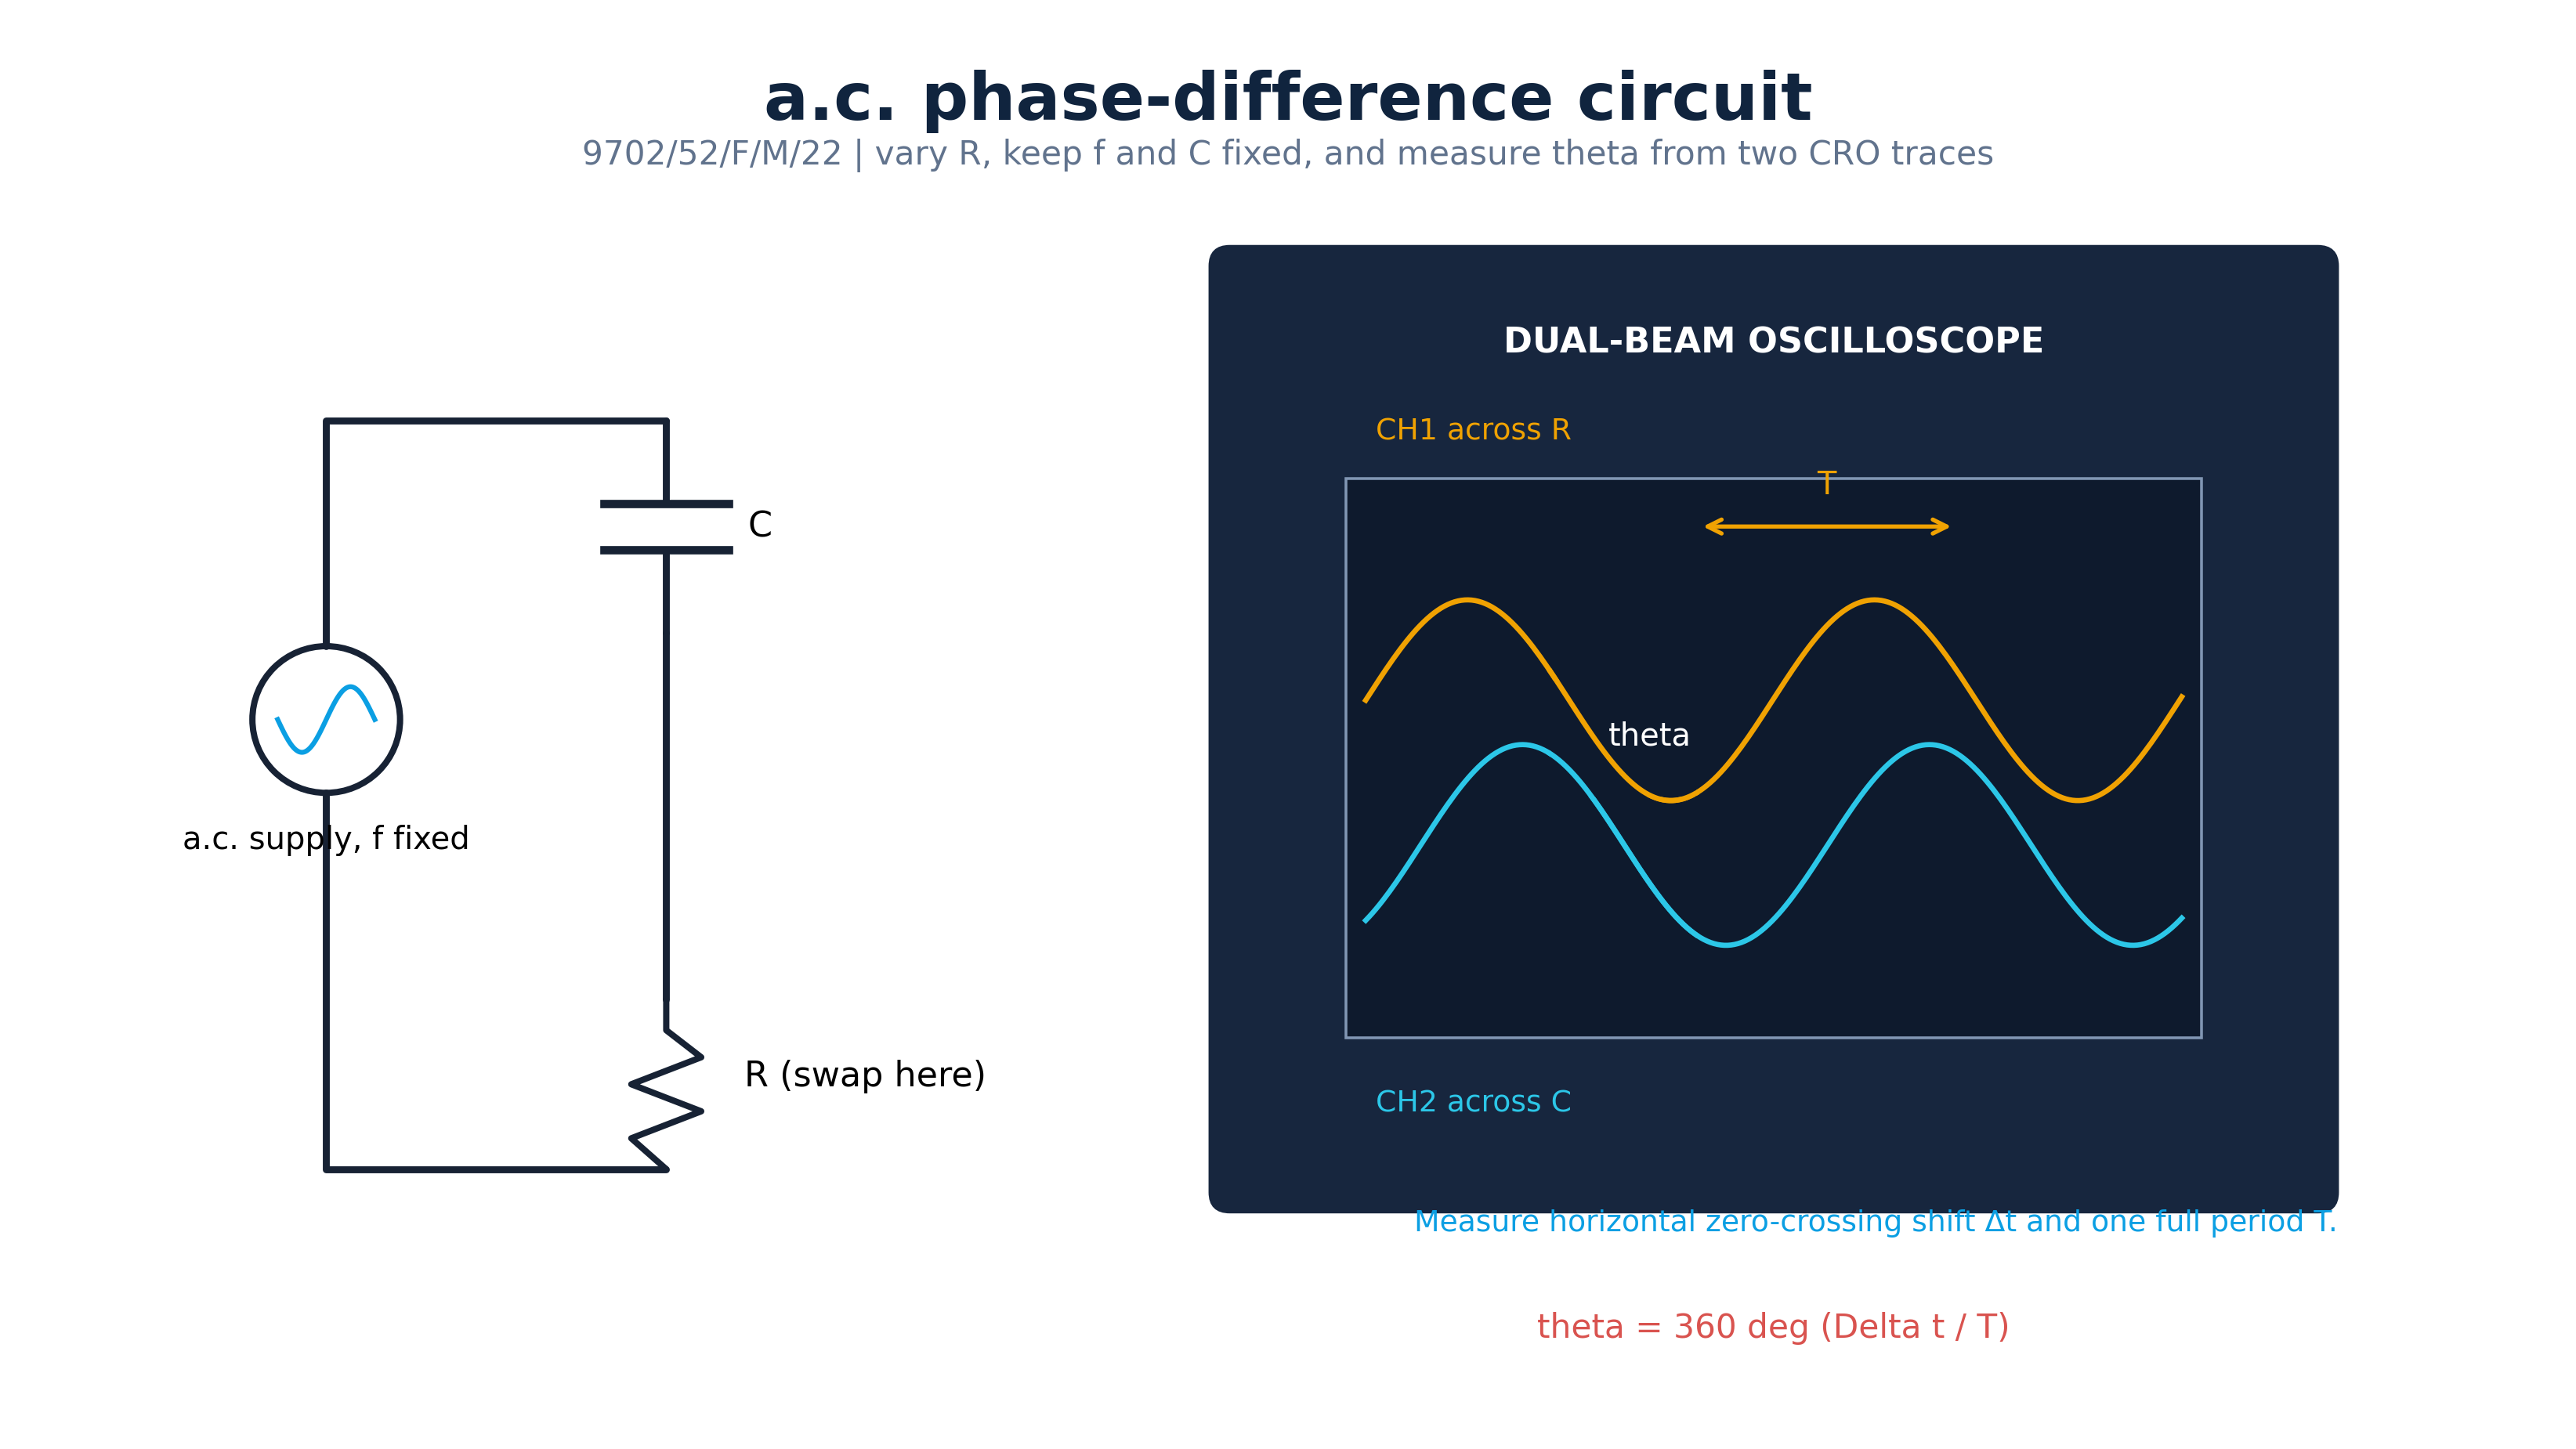 a.c. phase-difference circuit
9702/52/F/M/22 | vary R, keep f and C fixed, and measure theta from two CRO traces
DUAL-BEAM OSCILLOSCOPE
CH1 across R
T
C
theta
a.c. supply, f fixed
R (swap here)
CH2 across C
Measure horizontal zero-crossing shift Δt and one full period T.
theta = 360 deg (Delta t / T)